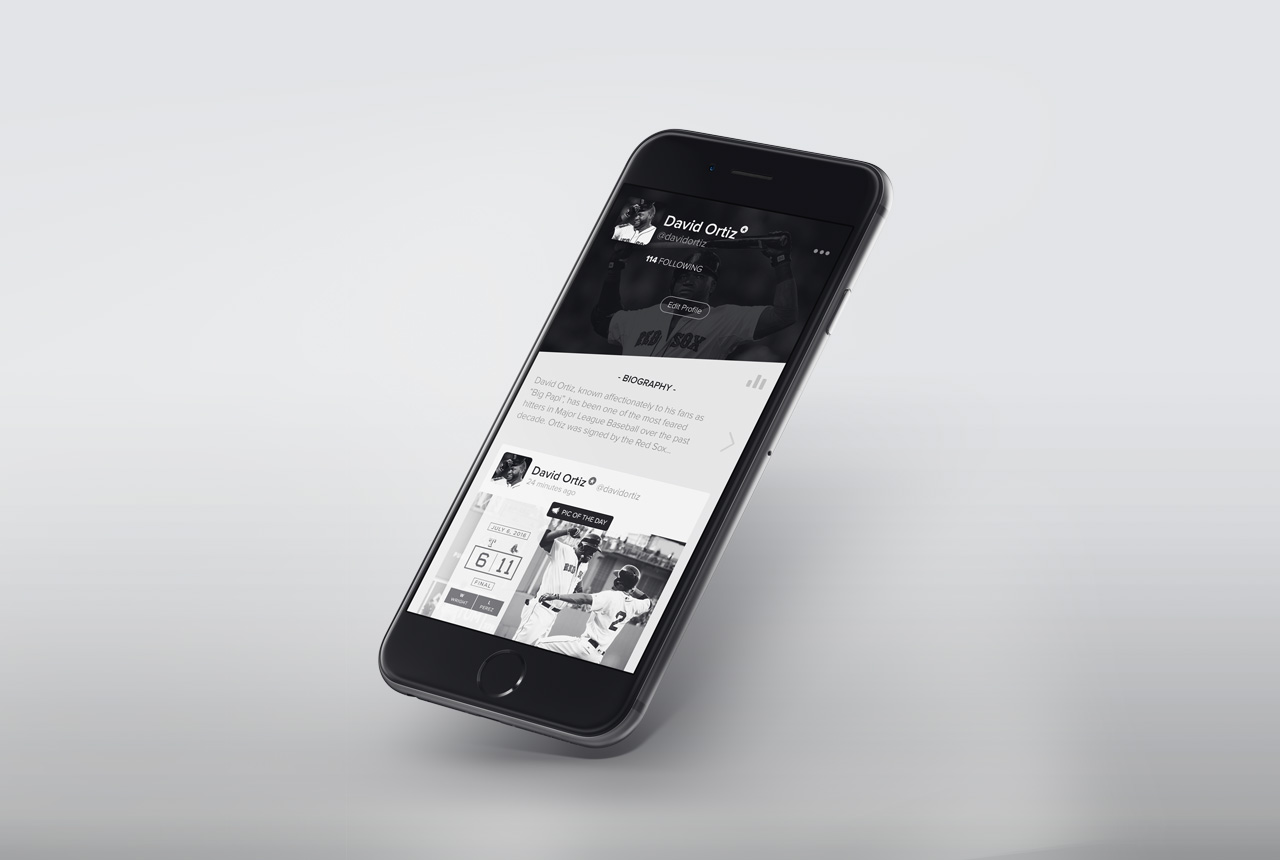 David Ortiz
@davidortiz
114 FOLLOWING
Edit Profile
RED SOX
- BIOGRAPHY -
David Ortiz, known affectionately to his fans as
"Big Papi", has been one of the most feared
hitters in Major League Baseball over the past
decade. Ortiz was signed by the Red Sox...
David Ortiz @davidortiz
24 minutes ago
PIC OF THE DAY
JULY 6, 2016
6 11
FINAL
W L
WRIGHT PEREZ
RED
2